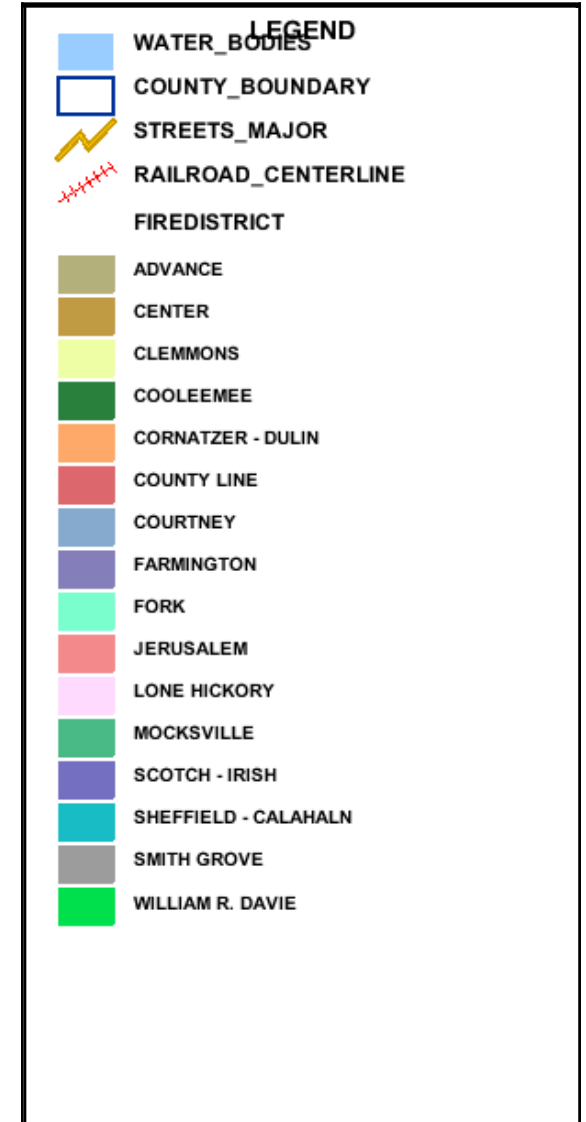 LEGEND
WATER_BODIES
COUNTY_BOUNDARY
STREETS_MAJOR
RAILROAD_CENTERLINE
FIREDISTRICT
ADVANCE
CENTER
CLEMMONS
COOLEEMEE
CORNATZER - DULIN
COUNTY LINE
COURTNEY
FARMINGTON
FORK
JERUSALEM
LONE HICKORY
MOCKSVILLE
SCOTCH - IRISH
SHEFFIELD - CALAHALN
SMITH GROVE
WILLIAM R. DAVIE